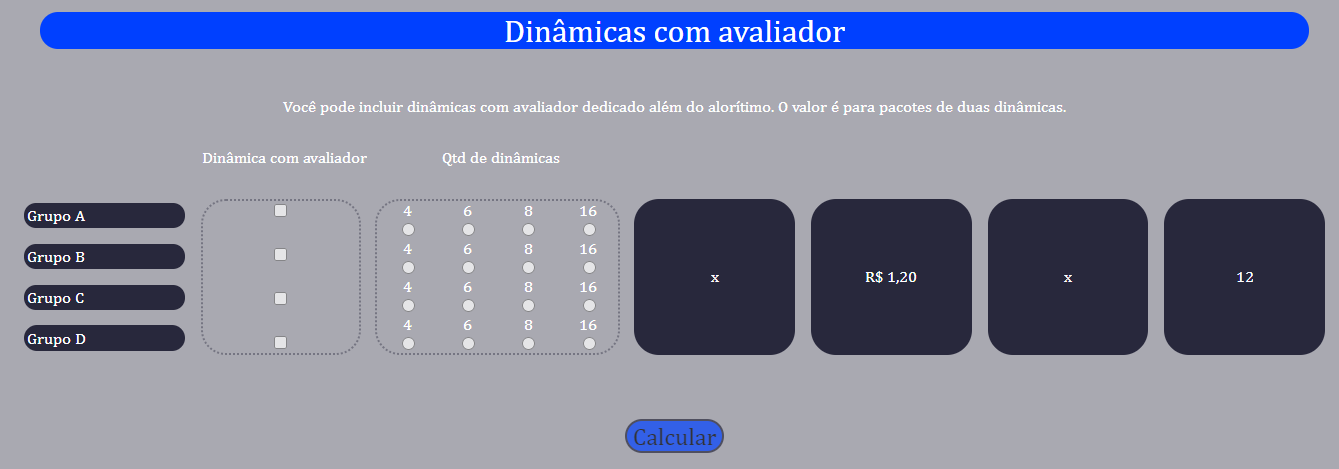 Dinâmicas com avaliador
Você pode incluir dinâmicas com avaliador dedicado além do alorítimo. O valor é para pacotes de duas dinâmicas.
Dinâmica com avaliador Qtd de dinâmicas
Grupo A
Grupo B
Grupo C
Grupo D
4 6 8 16
4 6 8 16
4 6 8 16
4 6 8 16
x R$ 1,20 x 12
Calcular